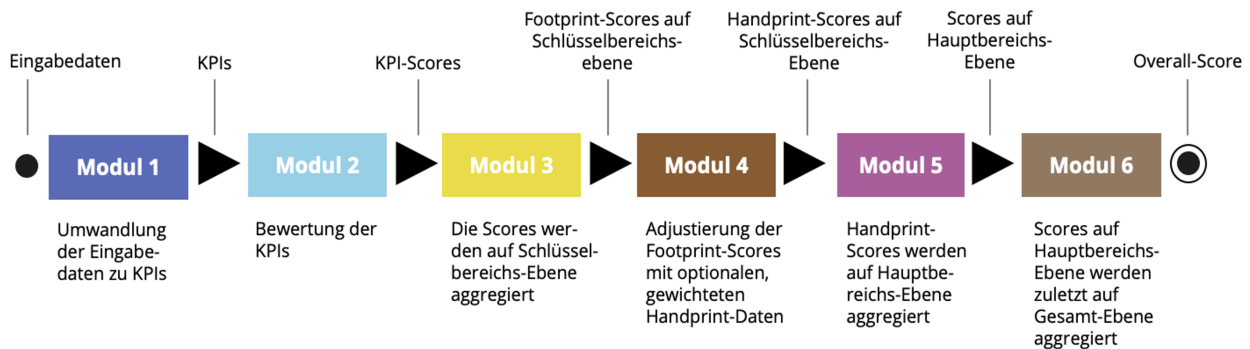 Eingabedaten
KPIs
KPI-Scores
Footprint-Scores auf
Schlüsselbereichs-
ebene
Handprint-Scores auf
Schlüsselbereichs-
Ebene
Scores auf
Hauptbereichs-
Ebene
Overall-Score
Modul 1
Modul 2
Modul 3
Modul 4
Modul 5
Modul 6
Umwandlung
der Eingabe-
daten zu KPIs
Bewertung der
KPIs
Die Scores wer-
den auf Schlüssel-
bereichs-Ebene
aggregiert
Adjustierung der
Footprint-Scores
mit optionalen,
gewichteten
Handprint-Daten
Handprint-
Scores werden
auf Hauptbe-
reichs-Ebene
aggregiert
Scores auf
Hauptbereichs-
Ebene werden
zuletzt auf
Gesamt-Ebene
aggregiert